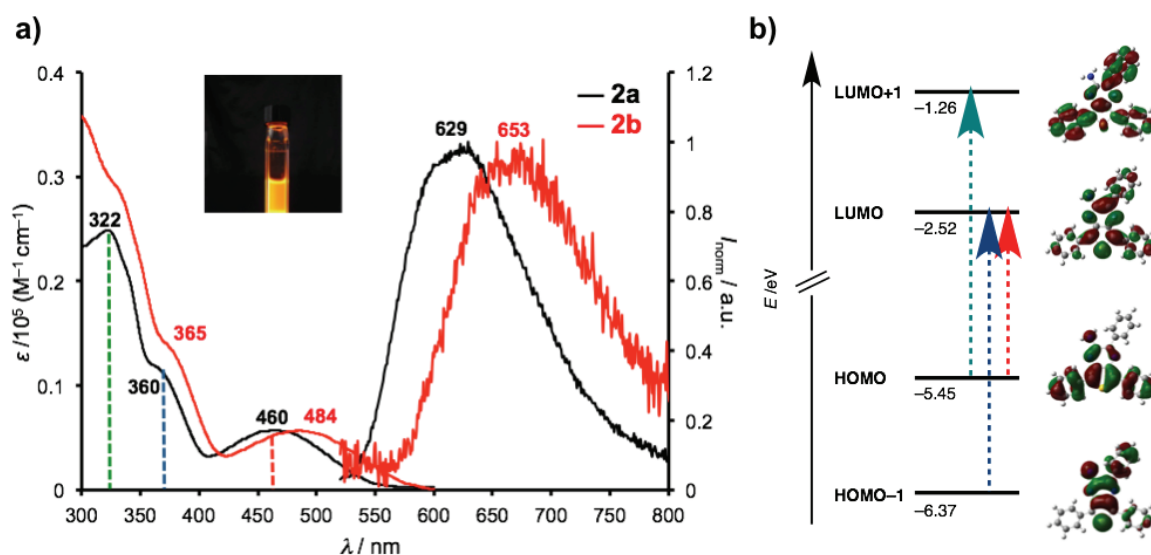 a)
0.4
0.3
0.2
0.1
0
ε /10⁵ (M⁻¹ cm⁻¹)
322
365
360
460
484
629
653
2a
2b
1.2
1
0.8
0.6
0.4
0.2
0
I norm / a.u.
300 350 400 450 500 550 600 650 700 750 800
λ / nm
b)
E /eV
LUMO+1
−1.26
LUMO
−2.52
HOMO
−5.45
HOMO−1
−6.37